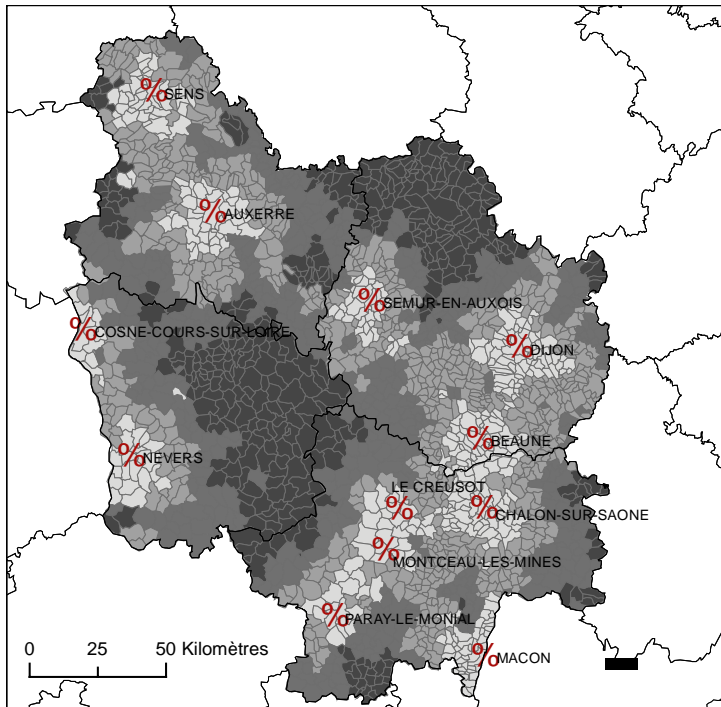 % SENS
% AUXERRE
% SEMUR-EN-AUXOIS
% COSNE-COURS-SUR-LOIRE
% DIJON
% BEAUNE
% NEVERS
LE CREUSOT
%
% CHALON-SUR-SAONE
% MONTCEAU-LES-MINES
% PARAY-LE-MONIAL
% MACON
0 25 50 Kilomètres